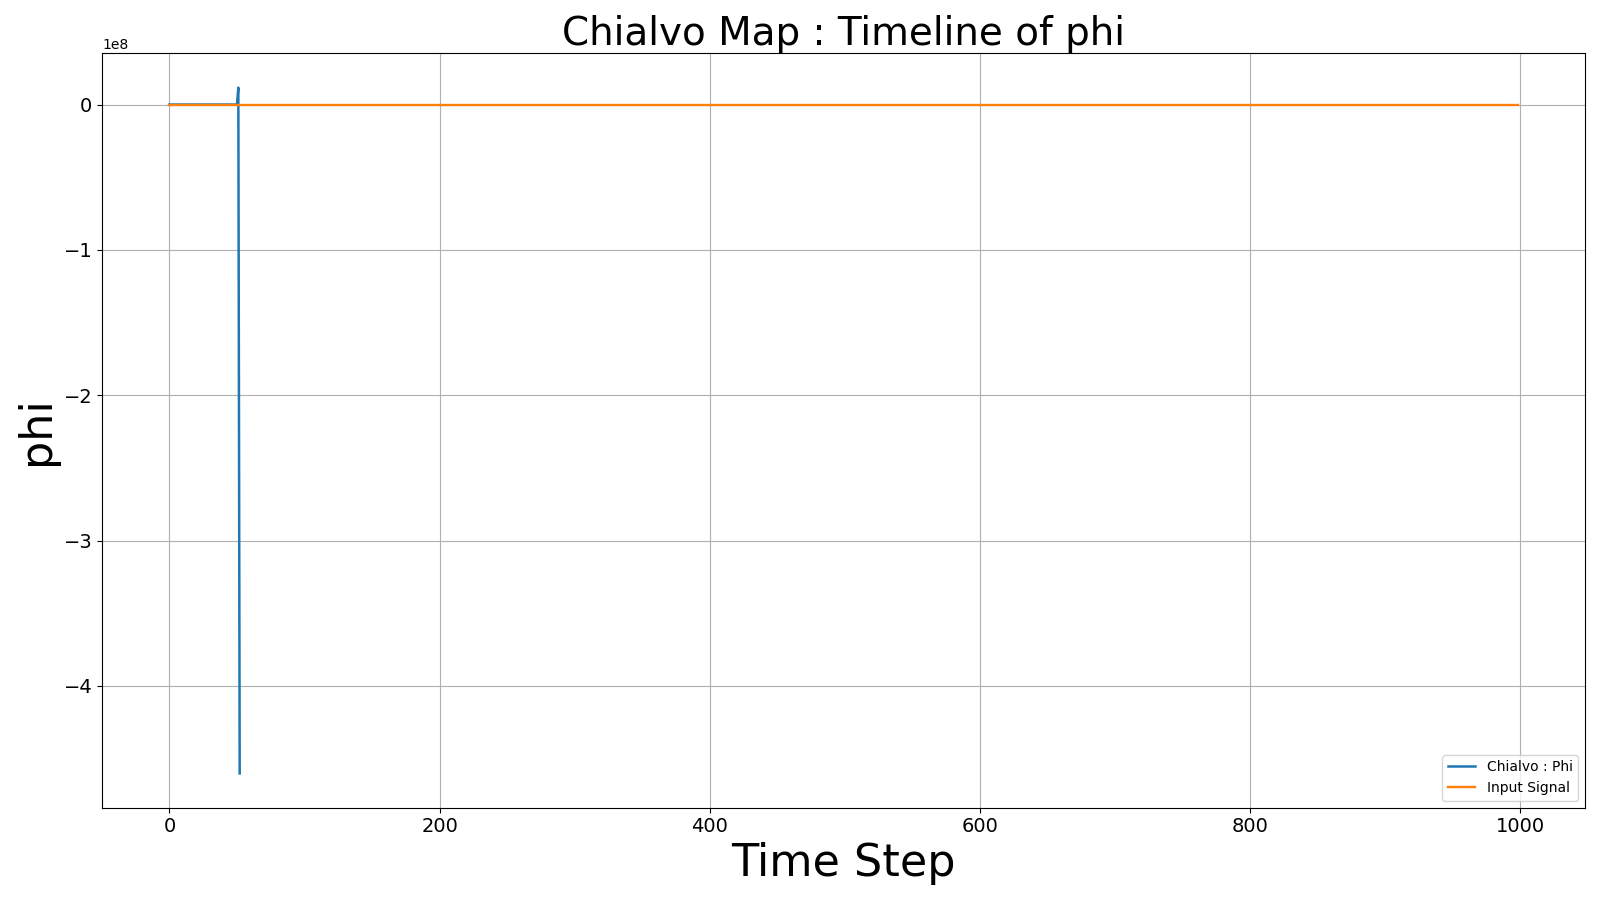 Chialvo Map : Timeline of phi
1e8
0
−1
−2
−3
−4
phi
Chialvo : Phi
Input Signal
0 200 400 600 800 1000
Time Step